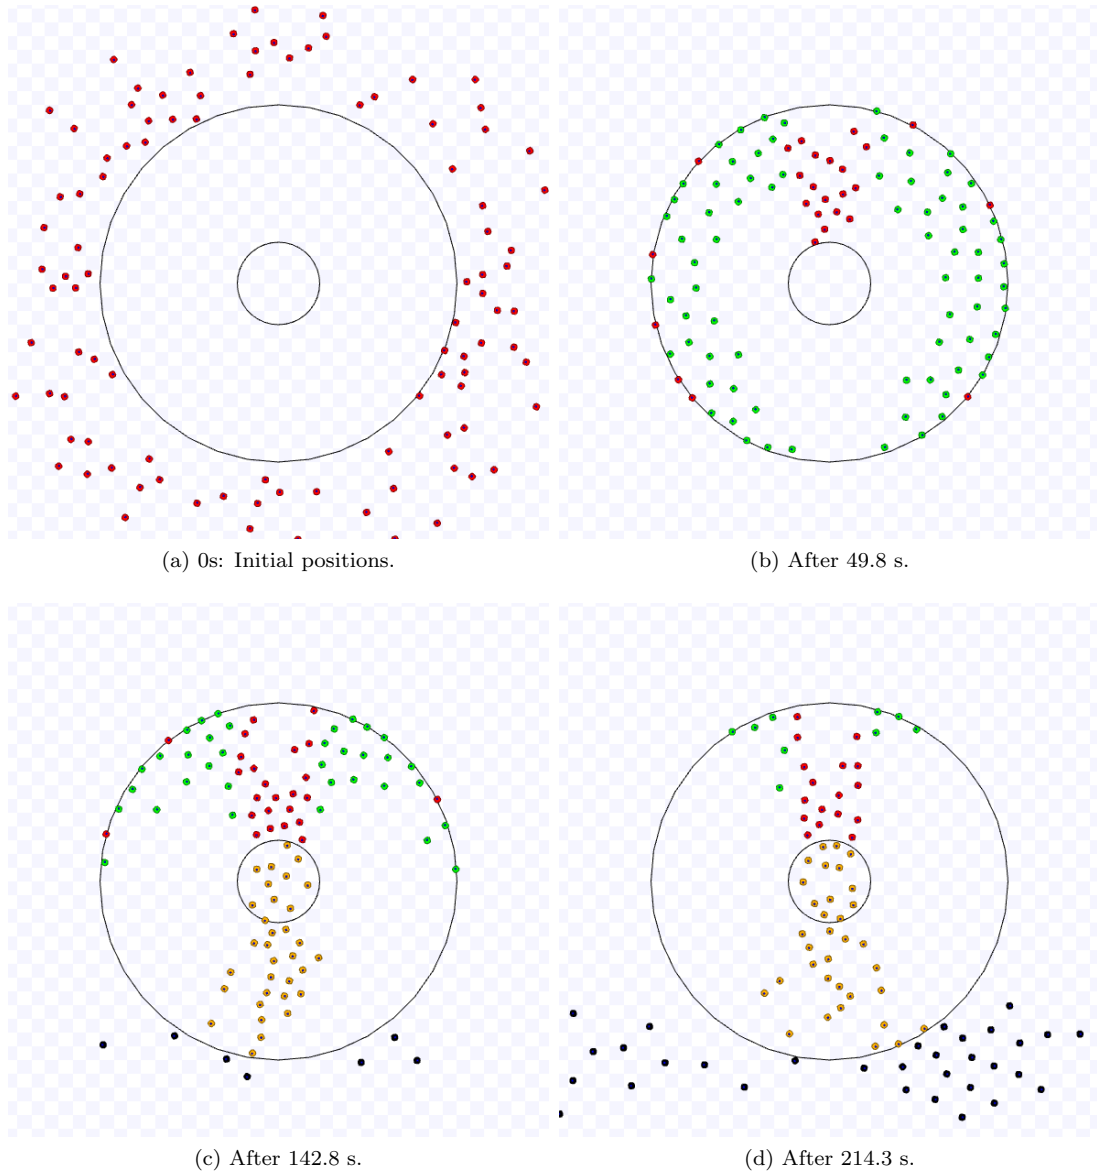 (a) 0s: Initial positions.
(b) After 49.8 s.
(c) After 142.8 s.
(d) After 214.3 s.